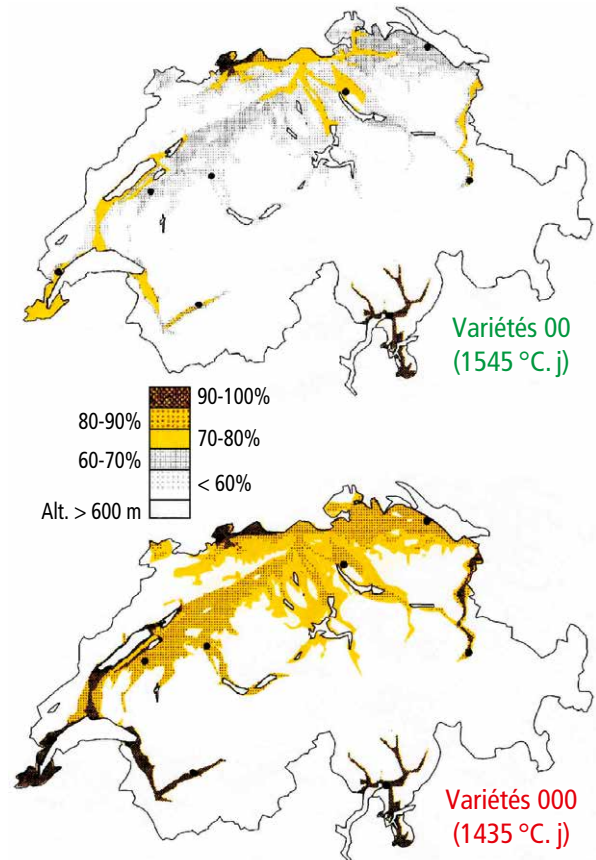 Variétés 00
(1545 °C. j)
90-100%
80-90%
70-80%
60-70%
< 60%
Alt. > 600 m
Variétés 000
(1435 °C. j)